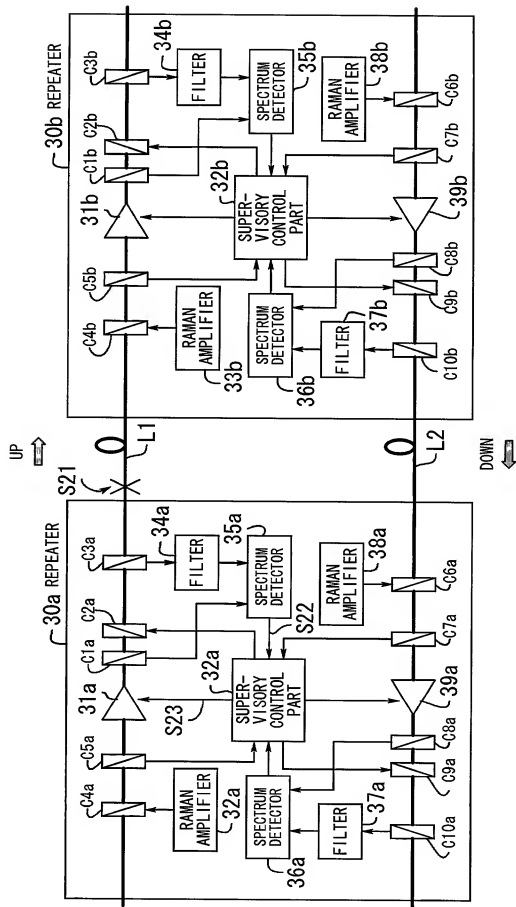 UP
DOWN
30a REPEATER
C4a
C5a
31a
C1a
C2a
C3a
34a
FILTER
35a
SPECTRUM
DETECTOR
S22
RAMAN
AMPLIFIER
32a
S23
32a
SUPER-
VISORY
CONTROL
PART
SPECTRUM
DETECTOR
36a
FILTER
37a
RAMAN
AMPLIFIER
38a
C10a
C9a
C8a
39a
C7a
C6a
S21
L1
L2
30b REPEATER
C4b
C5b
31b
C1b
C2b
C3b
34b
FILTER
35b
SPECTRUM
DETECTOR
RAMAN
AMPLIFIER
33b
32b
SUPER-
VISORY
CONTROL
PART
SPECTRUM
DETECTOR
36b
FILTER
37b
RAMAN
AMPLIFIER
38b
C10b
C9b
C8b
39b
C7b
C6b